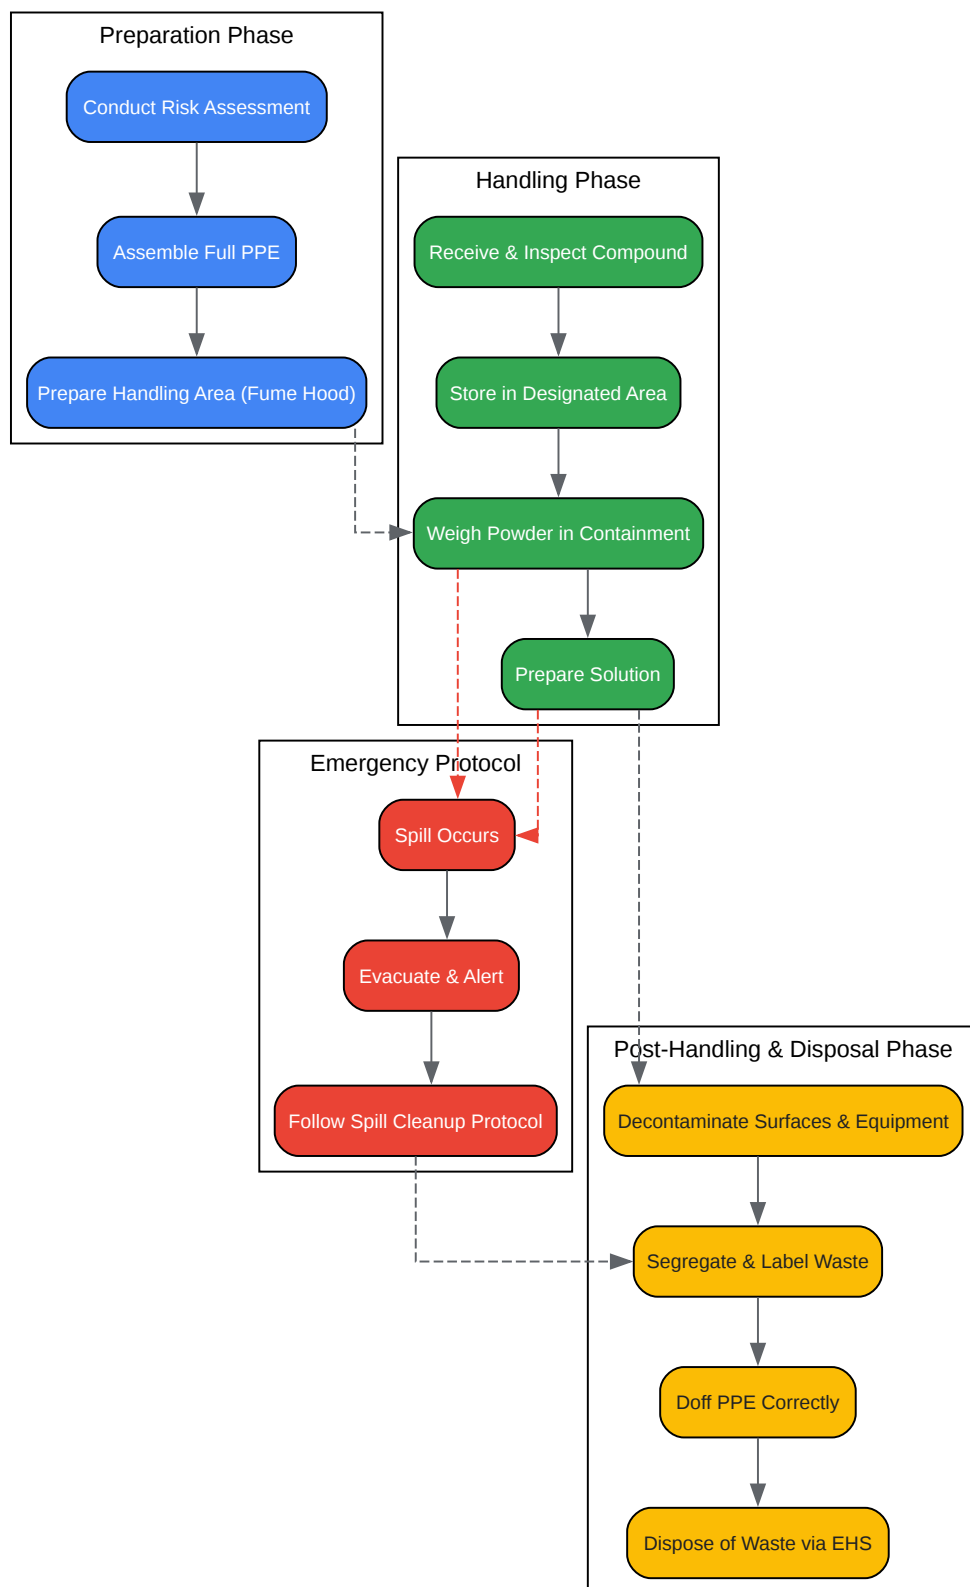 Preparation Phase
Conduct Risk Assessment
Assemble Full PPE
Prepare Handling Area (Fume Hood)
Handling Phase
Receive & Inspect Compound
Store in Designated Area
Weigh Powder in Containment
Prepare Solution
Emergency Protocol
Spill Occurs
Evacuate & Alert
Follow Spill Cleanup Protocol
Post-Handling & Disposal Phase
Decontaminate Surfaces & Equipment
Segregate & Label Waste
Doff PPE Correctly
Dispose of Waste via EHS